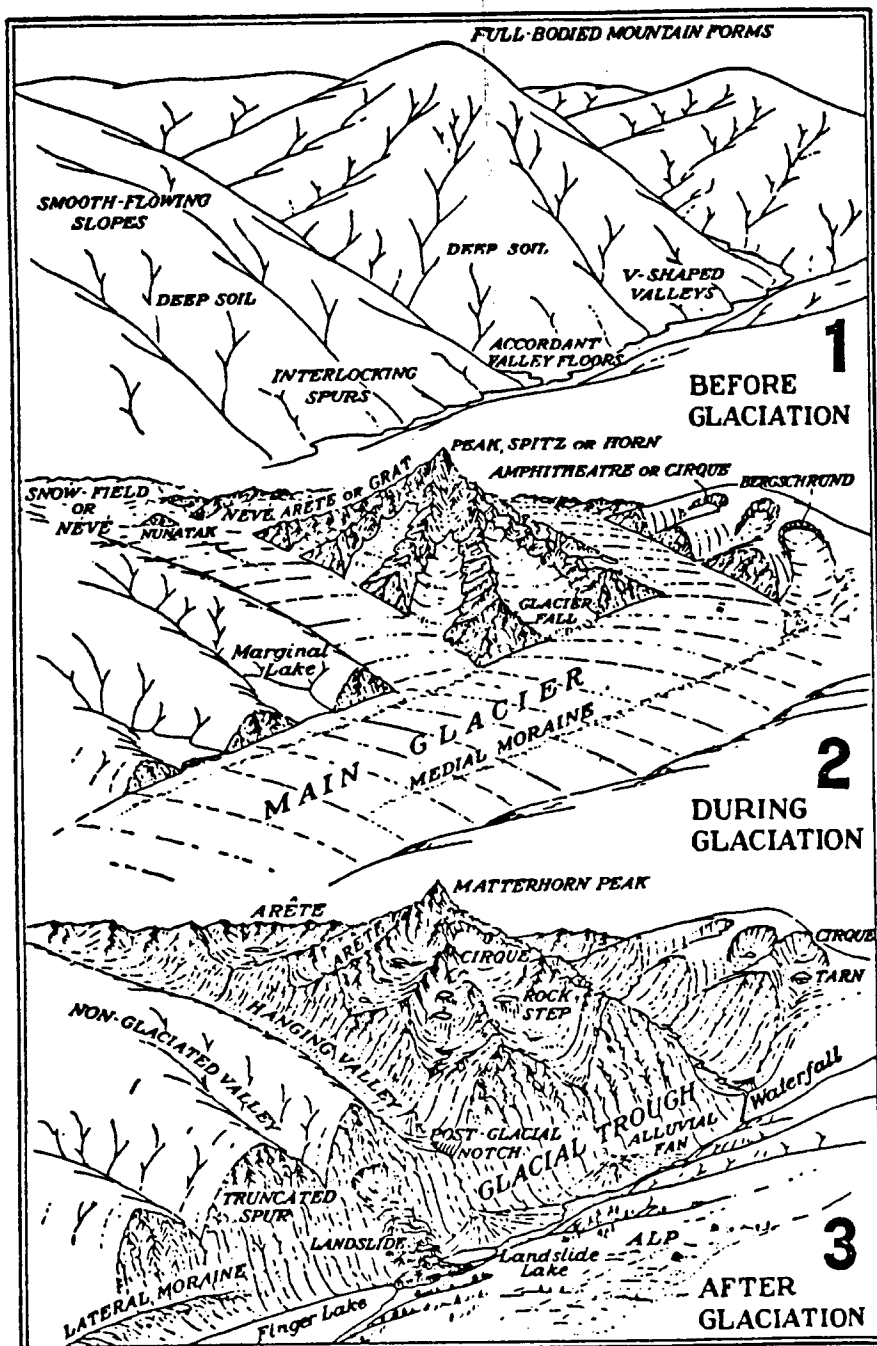 FULL-BODIED MOUNTAIN FORMS
SMOOTH-FLOWING
SLOPES
DEEP SOIL
DEEP SOIL
V-SHAPED
VALLEYS
ACCORDANT
VALLEY FLOORS
INTERLOCKING
SPURS
1
BEFORE
GLACIATION
PEAK, SPITZ OR HORN
AMPHITHEATRE OR CIRQUE
BERGSCHRUND
SNOW-FIELD
OR
NEVÉ
NEVÉ ARETE OR GRAT
NUNATAK
GLACIER
FALL
Marginal
Lake
MAIN GLACIER
MEDIAL MORAINE
2
DURING
GLACIATION
MATTERHORN PEAK
ARÊTE
ARÊTE
CIRQUE
CIRQUE
TARN
ROCK
STEP
HANGING VALLEY
NON-GLACIATED VALLEY
Waterfall
POST-GLACIAL
NOTCH
GLACIAL TROUGH
ALLUVIAL
FAN
TRUNCATED
SPUR
LANDSLIDE
Landslide
Lake
ALP
LATERAL MORAINE
Finger Lake
3
AFTER
GLACIATION